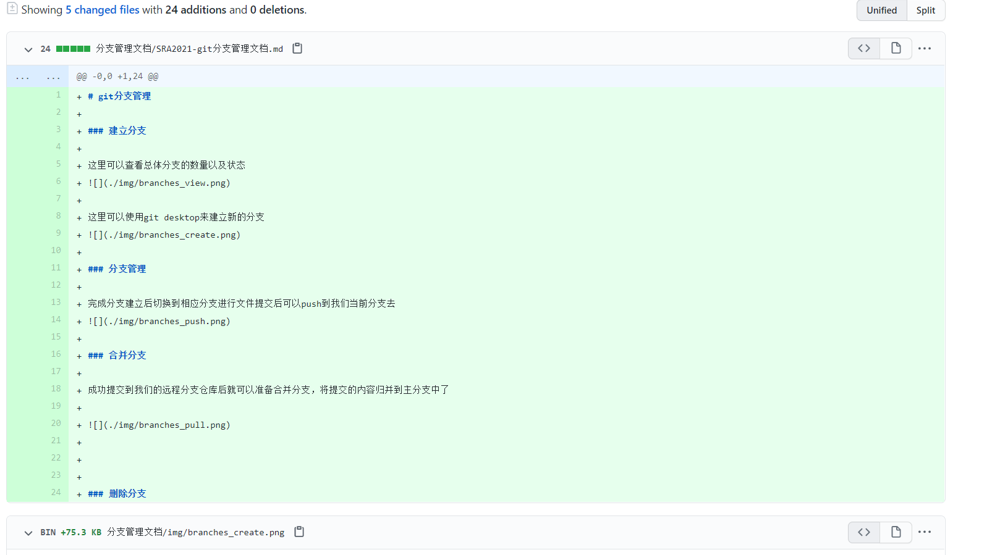 Showing 5 changed files with 24 additions and 0 deletions.
Unified Split
24 分支管理文档/SRA2021-git分支管理文档.md
... ... @@ -0,0 +1,24 @@
1 + # git分支管理
2 +
3 + ### 建立分支
4 +
5 + 这里可以查看总体分支的数量以及状态
6 + ![](./img/branches_view.png)
7 +
8 + 这里可以使用git desktop来建立新的分支
9 + ![](./img/branches_create.png)
10 +
11 + ### 分支管理
12 +
13 + 完成分支建立后切换到相应分支进行文件提交后可以push到我们当前分支去
14 + ![](./img/branches_push.png)
15 +
16 + ### 合并分支
17 +
18 + 成功提交到我们的远程分支仓库后就可以准备合并分支，将提交的内容归并到主分支中了
19 +
20 + ![](./img/branches_pull.png)
21 +
22 +
23 +
24 + ### 删除分支
BIN +75.3 KB 分支管理文档/img/branches_create.png